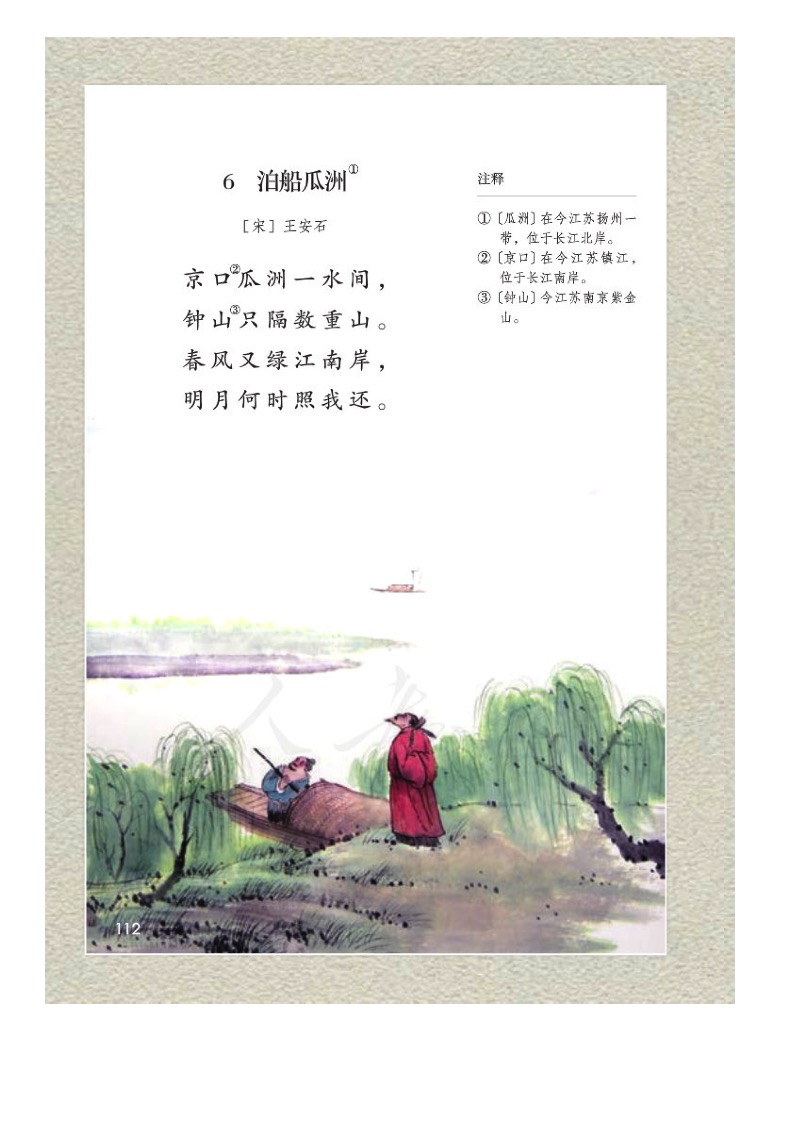 6 泊船瓜洲①
［宋］王安石
京口②瓜洲一水间，
钟山③只隔数重山。
春风又绿江南岸，
明月何时照我还。
注释
①〔瓜洲〕在今江苏扬州一
带，位于长江北岸。
②〔京口〕在今江苏镇江，
位于长江南岸。
③〔钟山〕今江苏南京紫金
山。
人教
112